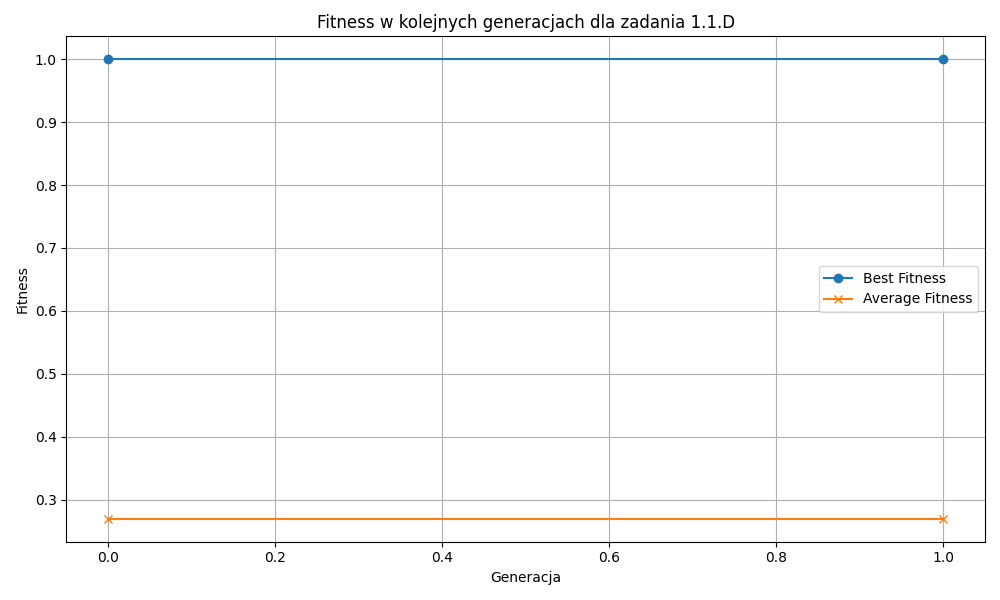 Fitness w kolejnych generacjach dla zadania 1.1.D
1.0
0.9
0.8
0.7
0.6
0.5
0.4
0.3
Fitness
Best Fitness
Average Fitness
0.0 0.2 0.4 0.6 0.8 1.0
Generacja